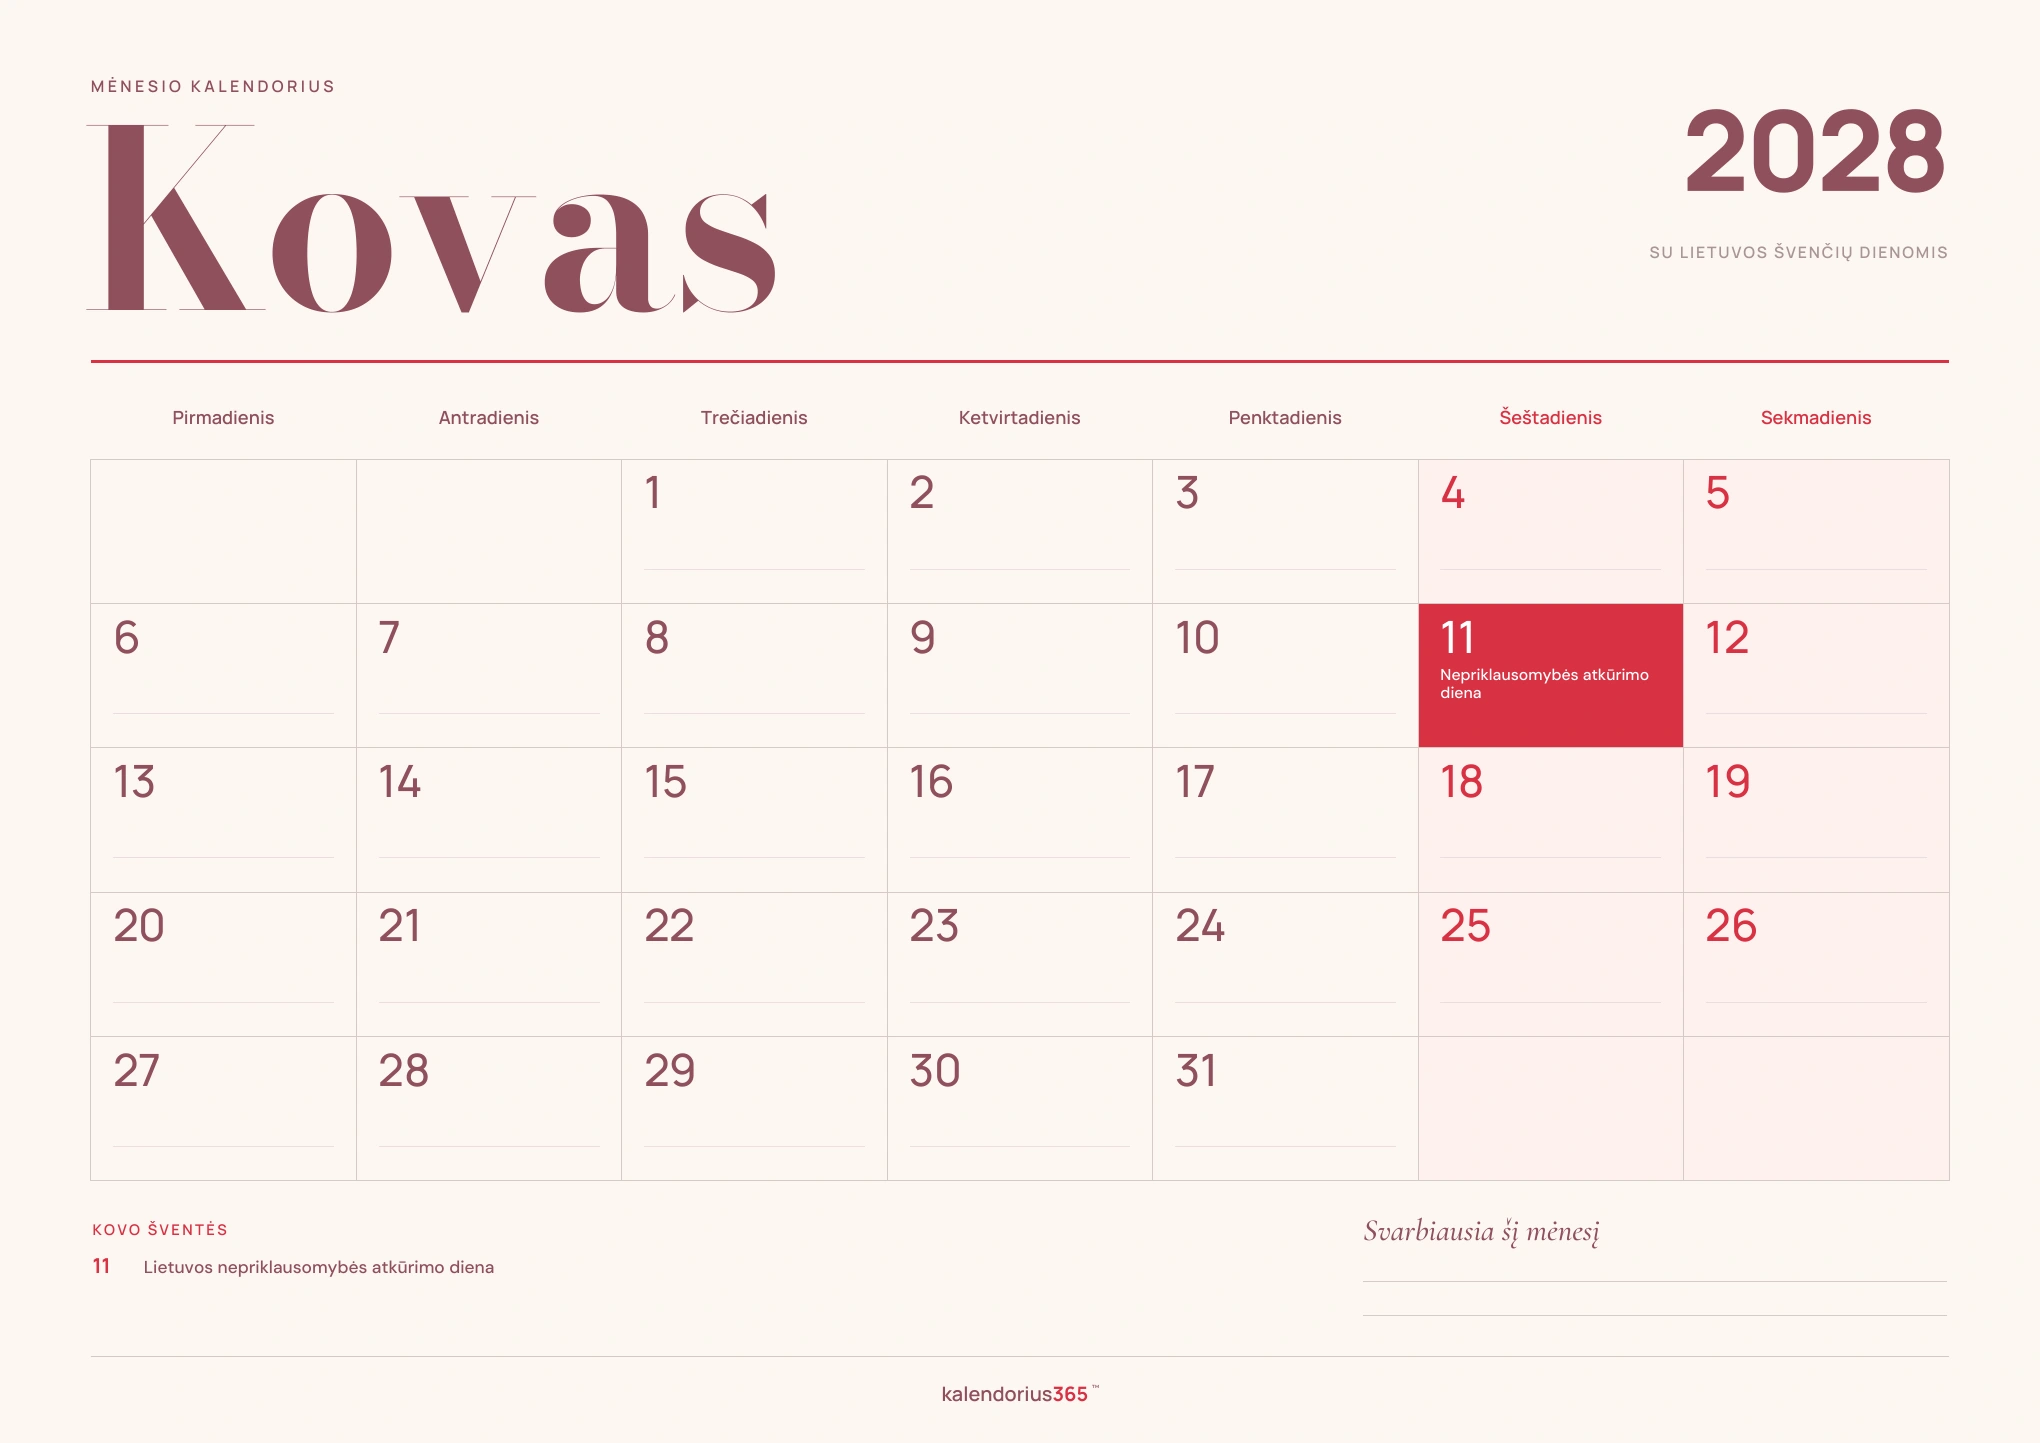 MĖNESIO KALENDORIUS
Kovas
2028
SU LIETUVOS ŠVENČIŲ DIENOMIS
Pirmadienis Antradienis Trečiadienis Ketvirtadienis Penktadienis Šeštadienis Sekmadienis
1 2 3 4 5
6 7 8 9 10 11 12
Nepriklausomybės atkūrimo
diena
13 14 15 16 17 18 19
20 21 22 23 24 25 26
27 28 29 30 31
KOVO ŠVENTĖS
11 Lietuvos nepriklausomybės atkūrimo diena
Svarbiausia šį mėnesį
kalendorius365™